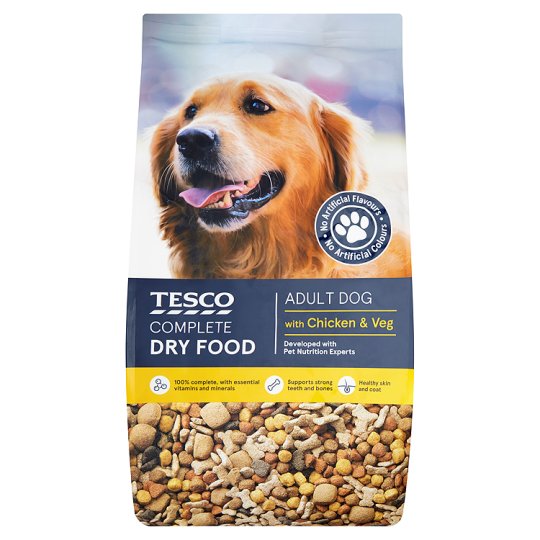 • No Artificial Flavours •
No Artificial Colours
TESCO
COMPLETE
DRY FOOD
ADULT DOG
with Chicken & Veg
Developed with
Pet Nutrition Experts
100% complete, with essential
vitamins and minerals
Supports strong
teeth and bones
Healthy skin
and coat